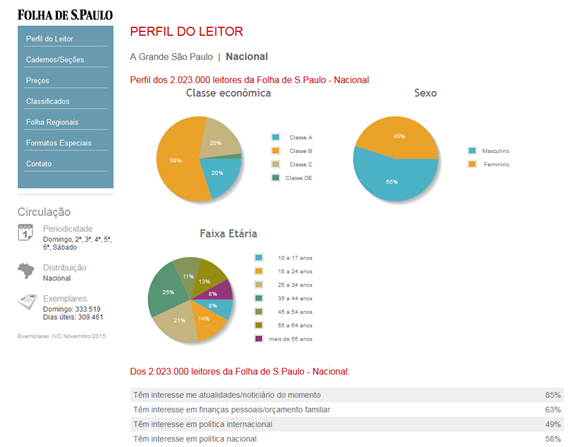 FOLHA DE S.PAULO
Perfil do Leitor
Cadernos/Seções
Preços
Classificados
Folha Regionais
Formatos Especiais
Contato
Circulação
Periodicidade
Domingo, 2ª, 3ª, 4ª, 5ª,
6ª, Sábado
Distribuição
Nacional
Exemplares
Domingo: 333.519
Dias úteis: 309.461
Exemplares: IVC Novembro/2015
PERFIL DO LEITOR
A Grande São Paulo | Nacional
Perfil dos 2.023.000 leitores da Folha de S.Paulo - Nacional
Classe econômica
58%
20%
20%
Classe A
Classe B
Classe C
Classe DE
Sexo
45%
55%
Masculino
Feminino
Faixa Etária
11%
13%
25%
8%
8%
21%
14%
10 a 17 anos
18 a 24 anos
25 a 34 anos
35 a 44 anos
45 a 54 anos
55 a 64 anos
mais de 65 anos
Dos 2.023.000 leitores da Folha de S.Paulo - Nacional:
Têm interesse me atualidades/noticiário do momento 85%
Têm interesse em finanças pessoais/orçamento familiar 63%
Têm interesse em política internacional 49%
Têm interesse em política nacional 58%